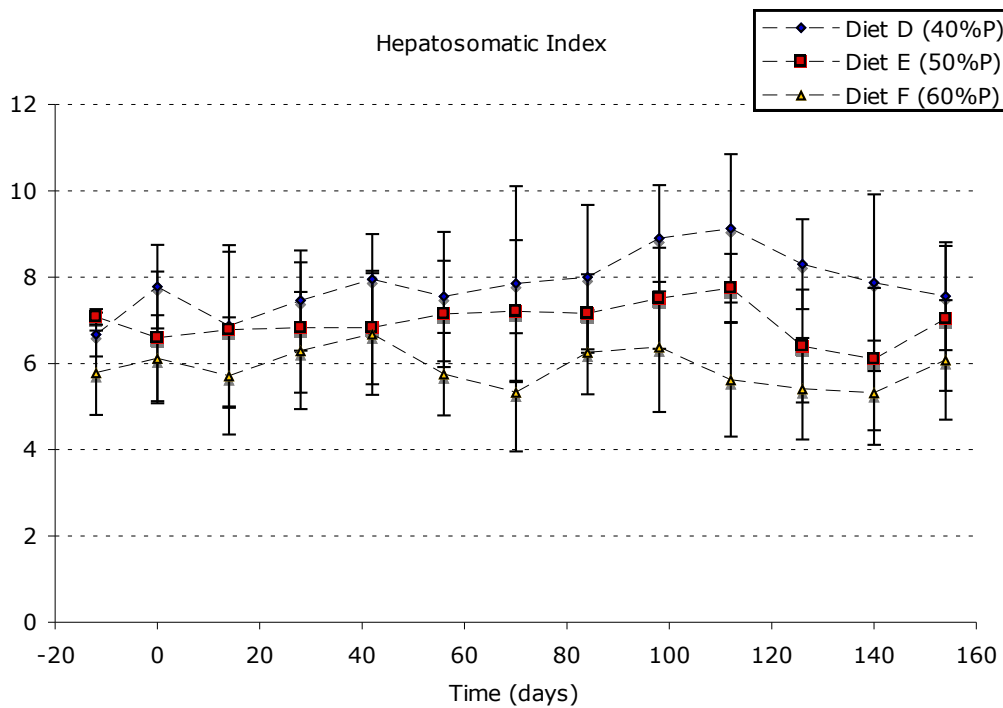 Diet D (40%P)
Hepatosomatic Index
Diet E (50%P)
Diet F (60%P)
12
10
8
6
4
2
0
-20 0 20 40 60 80 100 120 140 160
Time (days)